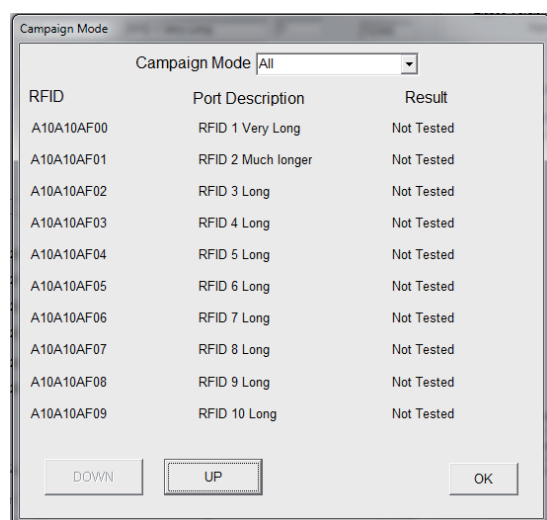 Campaign Mode
Campaign Mode All
RFID Port Description Result
A10A10AF00 RFID 1 Very Long Not Tested
A10A10AF01 RFID 2 Much longer Not Tested
A10A10AF02 RFID 3 Long Not Tested
A10A10AF03 RFID 4 Long Not Tested
A10A10AF04 RFID 5 Long Not Tested
A10A10AF05 RFID 6 Long Not Tested
A10A10AF06 RFID 7 Long Not Tested
A10A10AF07 RFID 8 Long Not Tested
A10A10AF08 RFID 9 Long Not Tested
A10A10AF09 RFID 10 Long Not Tested
DOWN UP OK